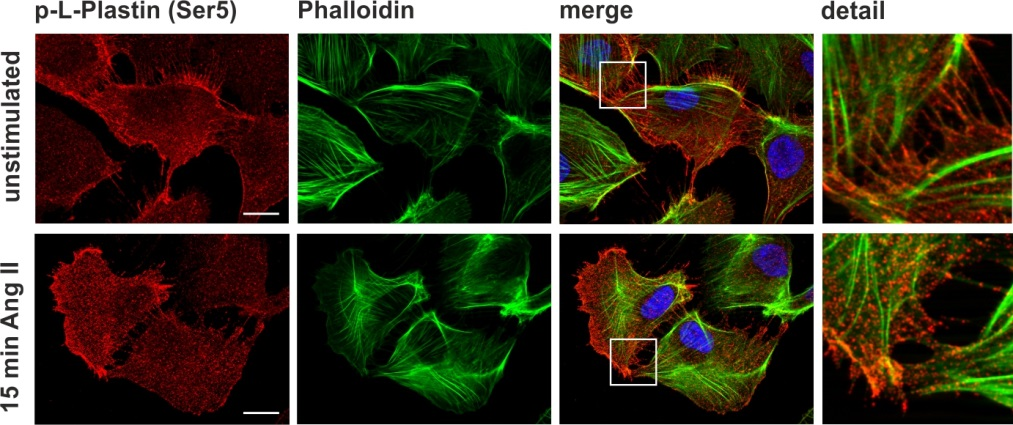 p-L-Plastin (Ser5) Phalloidin merge detail
unstimulated
15 min Ang II